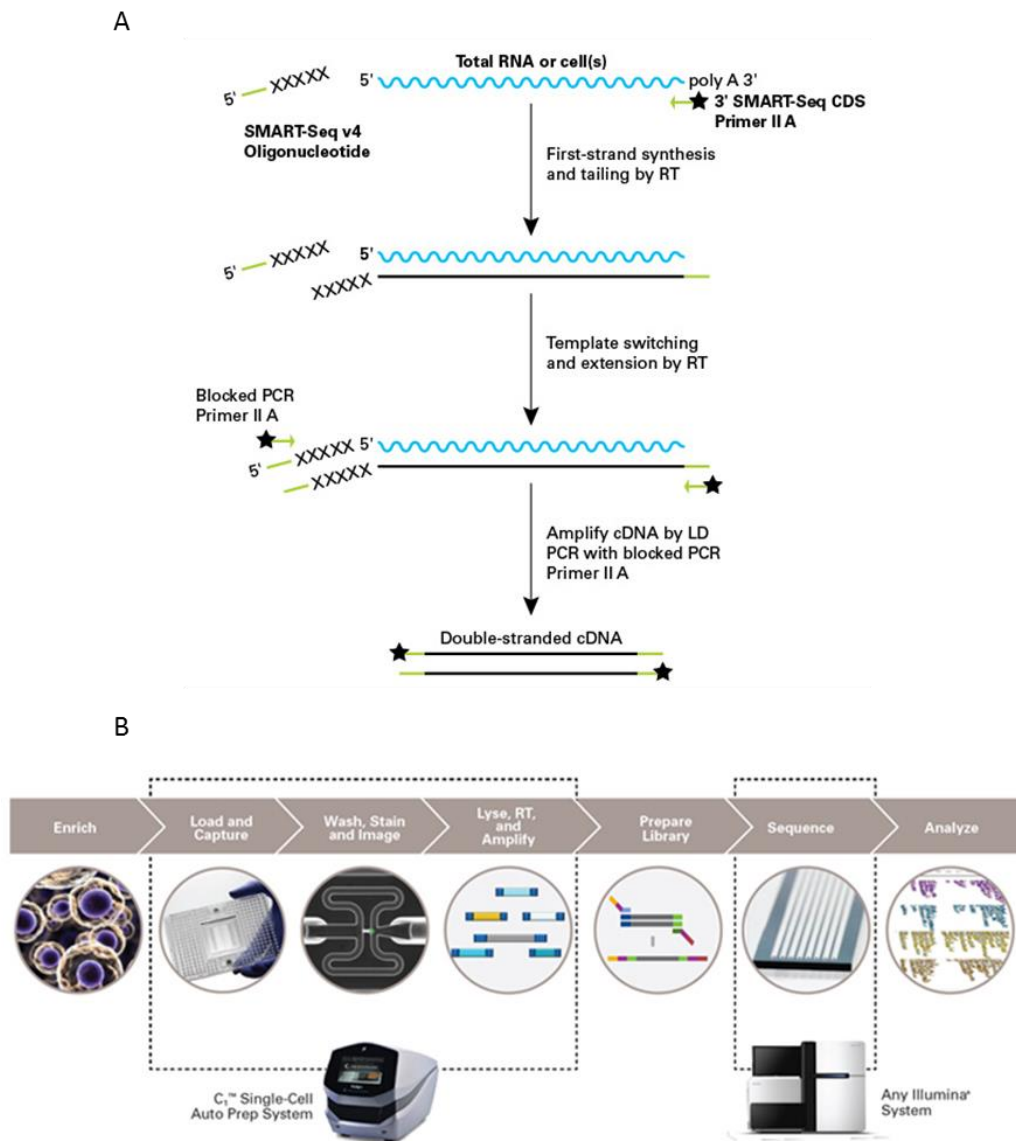 A
Total RNA or cell(s)
5' XXXXX
5'
poly A 3'
3' SMART-Seq CDS
Primer II A
SMART-Seq v4
Oligonucleotide
First-strand synthesis
and tailing by RT
5' XXXXX
5'
XXXXX
Template switching
and extension by RT
Blocked PCR
Primer II A
5' XXXXX 5'
XXXXX
Amplify cDNA by LD
PCR with blocked PCR
Primer II A
Double-stranded cDNA
B
Enrich
Load and
Capture
Wash, Stain
and Image
Lyse, RT,
and
Amplify
Prepare
Library
Sequence
Analyze
C₁™ Single-Cell
Auto Prep System
Any Illumina®
System